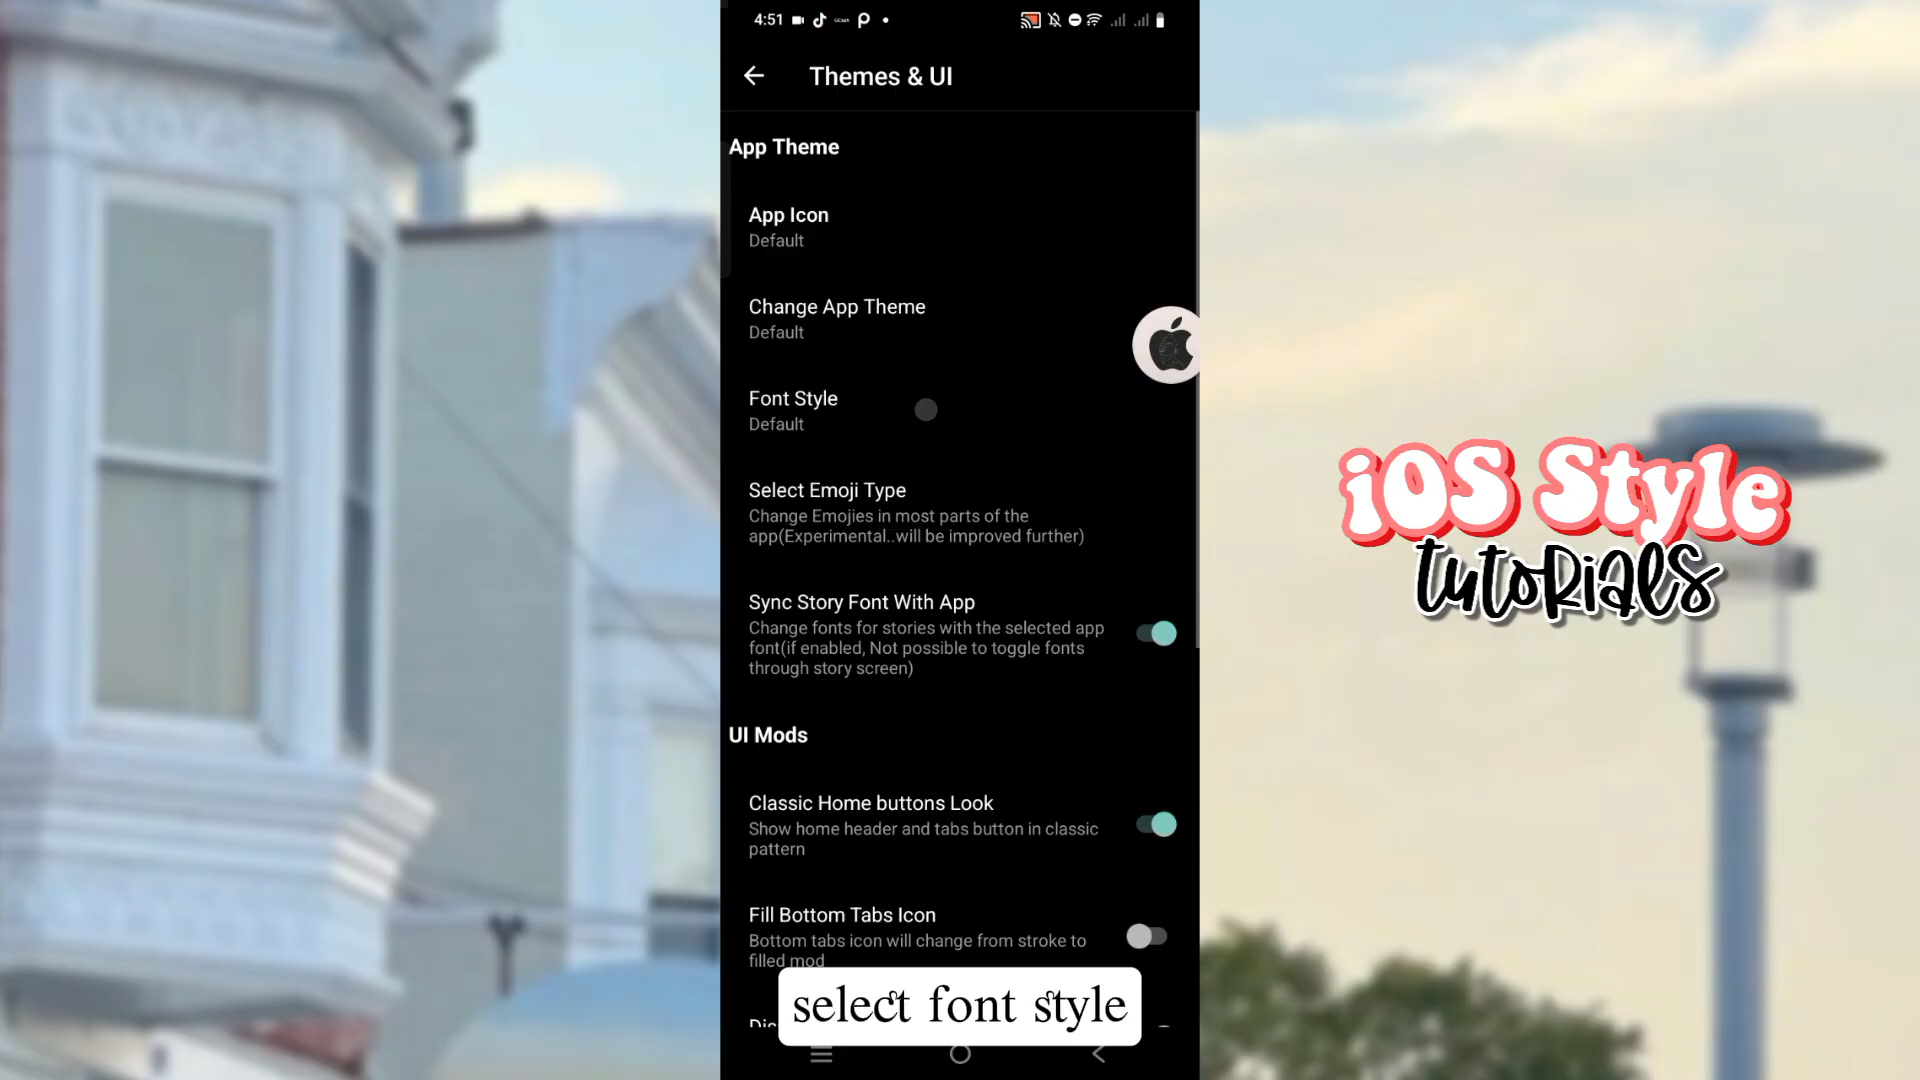 4:51
GCash
Themes & UI
App Theme
App Icon
Default
Change App Theme
Default
Font Style
Default
Select Emoji Type
Change Emojies in most parts of the
app(Experimental..will be improved further)
Sync Story Font With App
Change fonts for stories with the selected app
font(if enabled, Not possible to toggle fonts
through story screen)
UI Mods
Classic Home buttons Look
Show home header and tabs button in classic
pattern
Fill Bottom Tabs Icon
Bottom tabs icon will change from stroke to
filled mod
select font style
iOS Style
tutorials